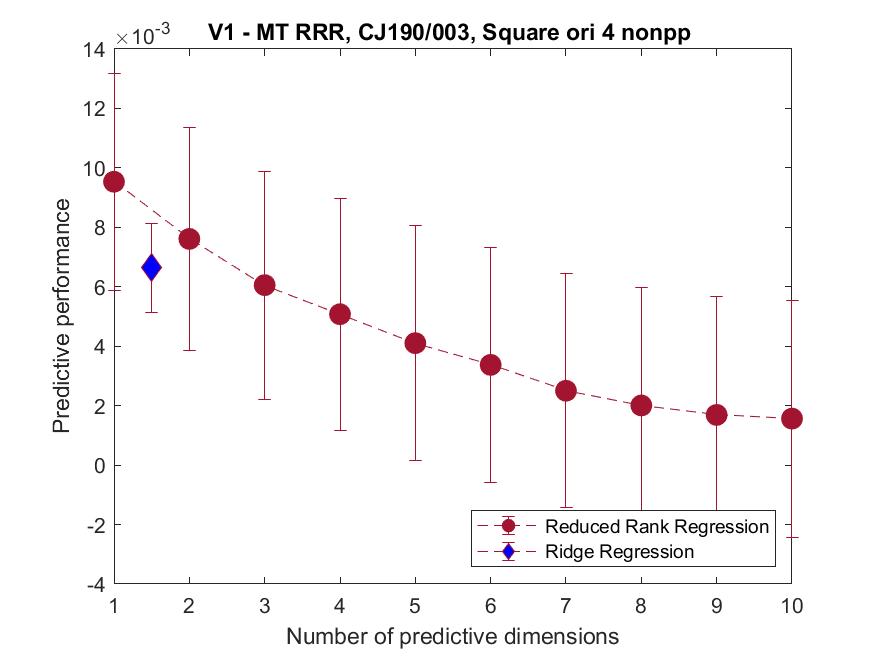 V1 - MT RRR, CJ190/003, Square ori 4 nonpp
×10⁻³
14
12
10
8
6
4
2
0
-2
-4
Predictive performance
1 2 3 4 5 6 7 8 9 10
Number of predictive dimensions
Reduced Rank Regression
Ridge Regression